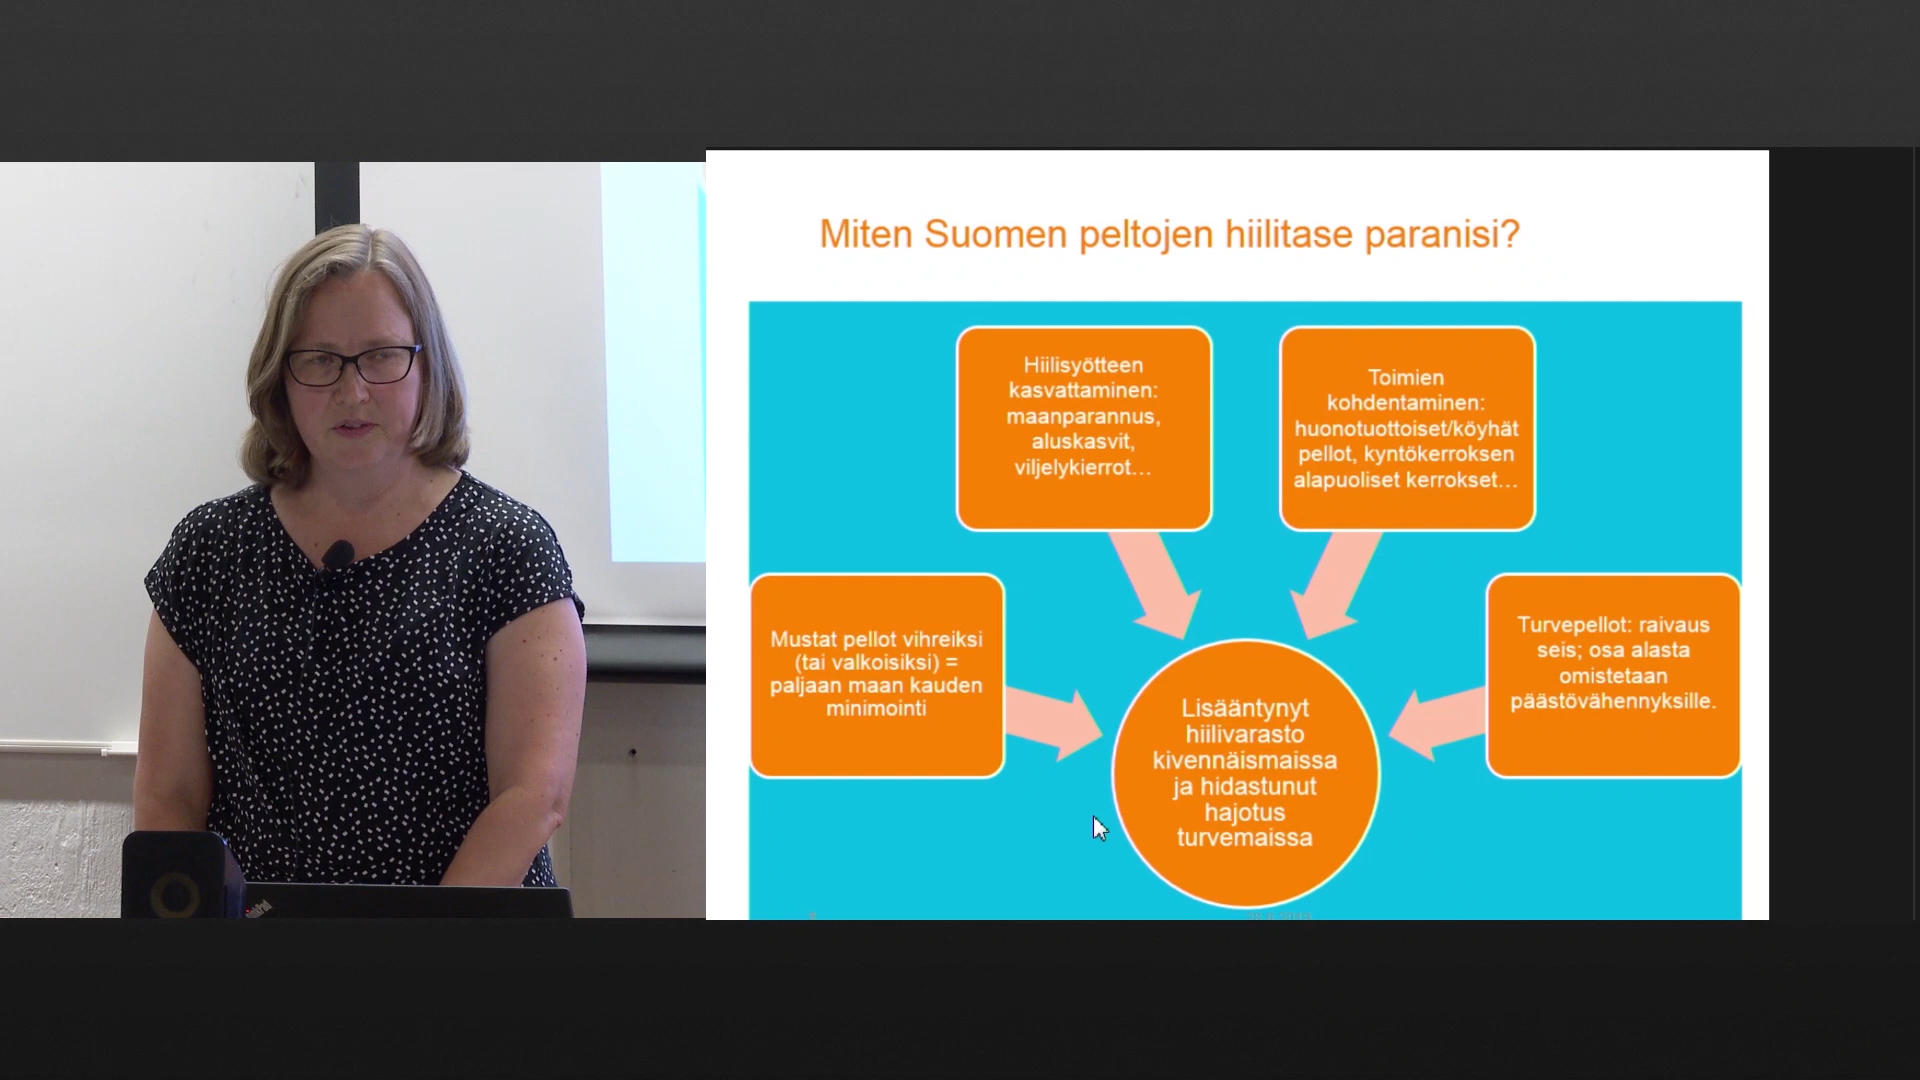 Miten Suomen peltojen hiilitase paranisi?
Hiilisyötteen
kasvattaminen:
maanparannus,
aluskasvit,
viljelykierrot…
Toimien
kohdentaminen:
huonotuottoiset/köyhät
pellot, kyntökerroksen
alapuoliset kerrokset…
Mustat pellot vihreiksi
(tai valkoisiksi) =
paljaan maan kauden
minimointi
Turvepellot: raivaus
seis; osa alasta
omistetaan
päästövähennyksille.
Lisääntynyt
hiilivarasto
kivennäismaissa
ja hidastunut
hajotus
turvemaissa